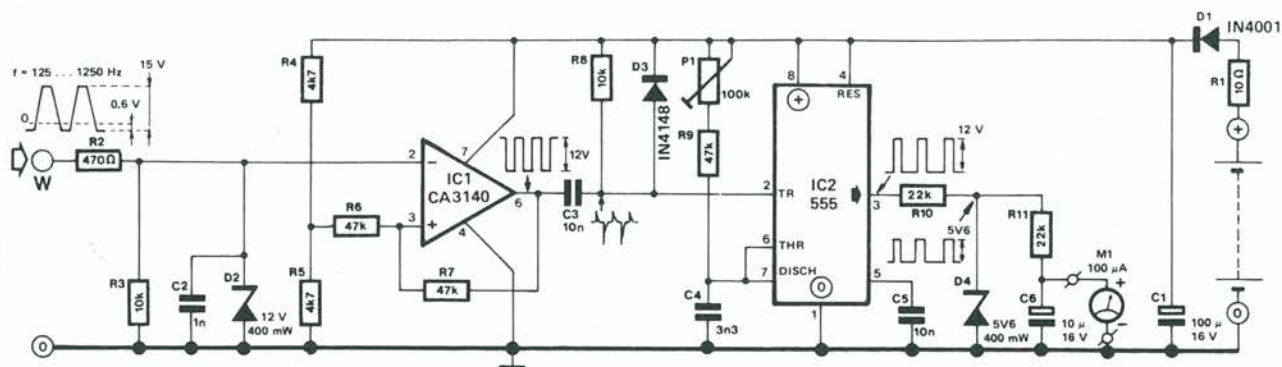 f = 125 ... 1250 Hz
15 V
0.6 V
0
R2
470Ω
W
R3
10k
C2
1n
D2
12 V
400 mW
R4
4k7
R5
4k7
R6
47k
R7
47k
2
3
7
4
6
−
+
IC1
CA3140
12V
C3
10n
R8
10k
D3
IN4148
P1
100k
R9
47k
C4
3n3
8
+
4
RES
2
TR
IC2
555
3
6
THR
7
DISCH
5
0
1
C5
10n
12 V
22k
R10
5V6
D4
5V6
400 mW
R11
22k
C6
10 µ
16 V
M1
100 µA
+
−
C1
100 µ
16 V
D1
IN4001
R1
10Ω
+
0
0